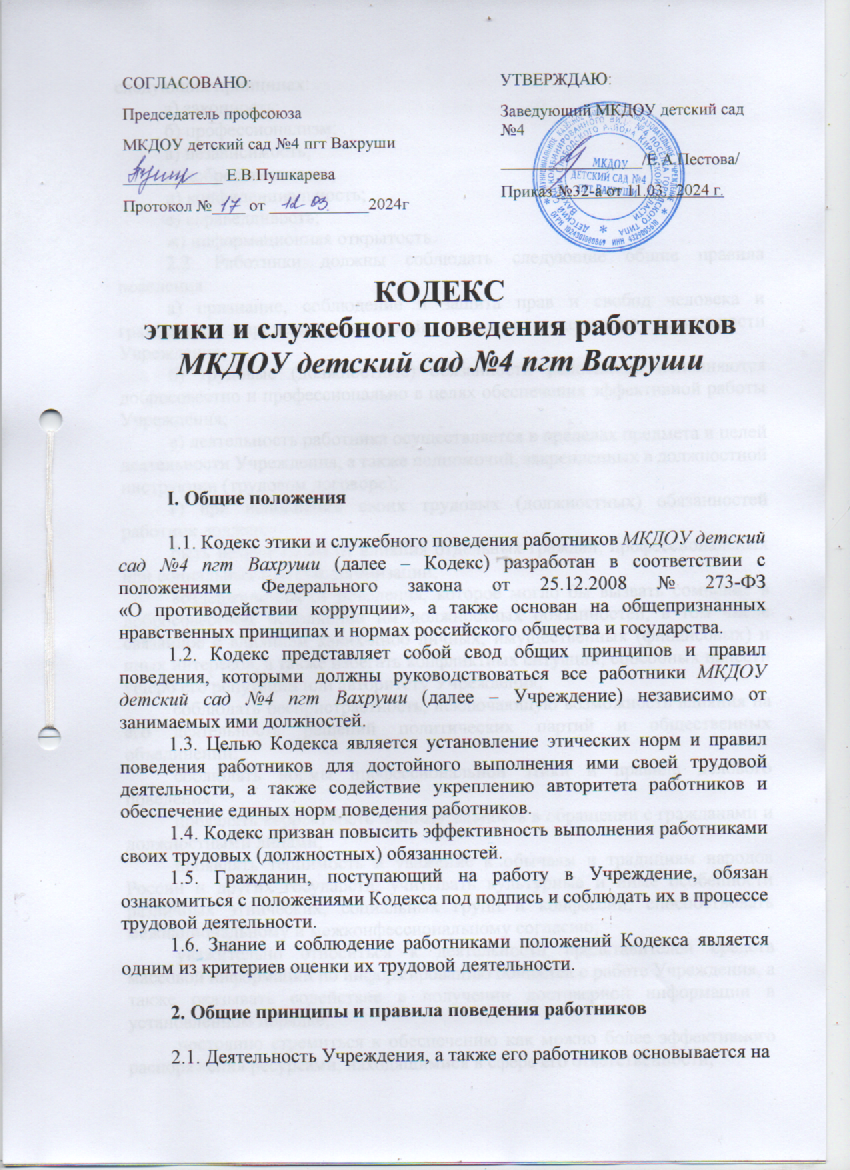 СОГЛАСОВАНО:
Председатель профсоюза
МКДОУ детский сад №4 пгт Вахруши
Е.В.Пушкарева
Протокол № 17 от 12.03. 2024г
УТВЕРЖДАЮ:
Заведующий МКДОУ детский сад
№4
/Е.А.Пестова/
Приказ №32-а от 11.03. 2024 г.
МКДОУ
ДЕТСКИЙ САД №4
КОДЕКС
этики и служебного поведения работников
МКДОУ детский сад №4 пгт Вахруши
I. Общие положения
1.1. Кодекс этики и служебного поведения работников МКДОУ детский
сад №4 пгт Вахруши (далее – Кодекс) разработан в соответствии с
положениями Федерального закона от 25.12.2008 № 273-ФЗ
«О противодействии коррупции», а также основан на общепризнанных
нравственных принципах и нормах российского общества и государства.
1.2. Кодекс представляет собой свод общих принципов и правил
поведения, которыми должны руководствоваться все работники МКДОУ
детский сад №4 пгт Вахруши (далее – Учреждение) независимо от
занимаемых ими должностей.
1.3. Целью Кодекса является установление этических норм и правил
поведения работников для достойного выполнения ими своей трудовой
деятельности, а также содействие укреплению авторитета работников и
обеспечение единых норм поведения работников.
1.4. Кодекс призван повысить эффективность выполнения работниками
своих трудовых (должностных) обязанностей.
1.5. Гражданин, поступающий на работу в Учреждение, обязан
ознакомиться с положениями Кодекса под подпись и соблюдать их в процессе
трудовой деятельности.
1.6. Знание и соблюдение работниками положений Кодекса является
одним из критериев оценки их трудовой деятельности.
2. Общие принципы и правила поведения работников
2.1. Деятельность Учреждения, а также его работников основывается на